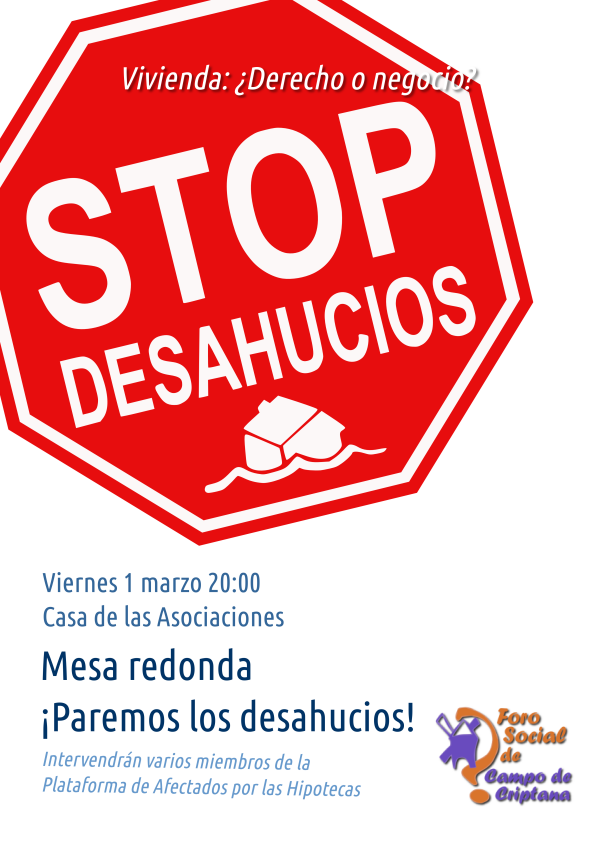 Vivienda: ¿Derecho o negocio?
STOP
DESAHUCIOS
Viernes 1 marzo 20:00
Casa de las Asociaciones
Mesa redonda
¡Paremos los desahucios!
Intervendrán varios miembros de la
Plataforma de Afectados por las Hipotecas
Foro
Social
de
Campo de
Criptana